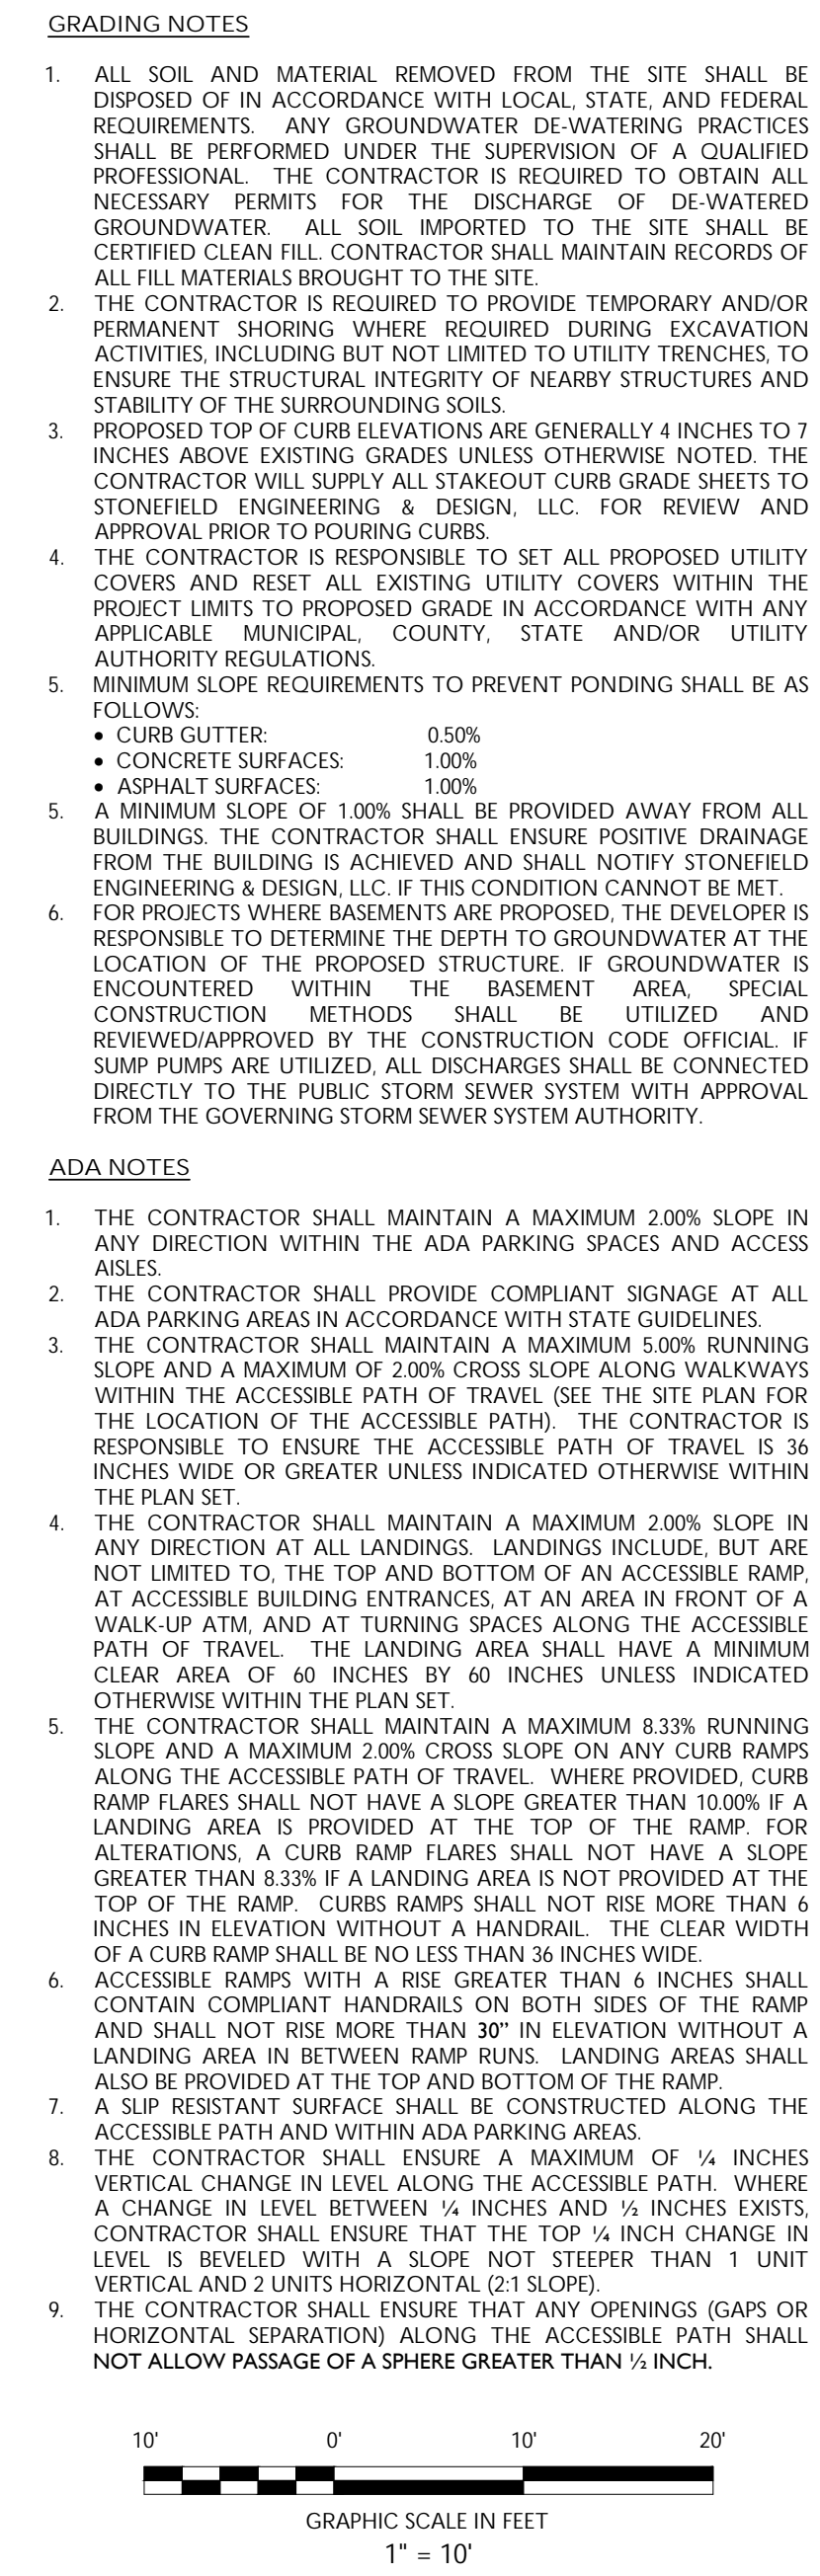 GRADING NOTES
1. ALL SOIL AND MATERIAL REMOVED FROM THE SITE SHALL BE
DISPOSED OF IN ACCORDANCE WITH LOCAL, STATE, AND FEDERAL
REQUIREMENTS. ANY GROUNDWATER DE-WATERING PRACTICES
SHALL BE PERFORMED UNDER THE SUPERVISION OF A QUALIFIED
PROFESSIONAL. THE CONTRACTOR IS REQUIRED TO OBTAIN ALL
NECESSARY PERMITS FOR THE DISCHARGE OF DE-WATERED
GROUNDWATER. ALL SOIL IMPORTED TO THE SITE SHALL BE
CERTIFIED CLEAN FILL. CONTRACTOR SHALL MAINTAIN RECORDS OF
ALL FILL MATERIALS BROUGHT TO THE SITE.
2. THE CONTRACTOR IS REQUIRED TO PROVIDE TEMPORARY AND/OR
PERMANENT SHORING WHERE REQUIRED DURING EXCAVATION
ACTIVITIES, INCLUDING BUT NOT LIMITED TO UTILITY TRENCHES, TO
ENSURE THE STRUCTURAL INTEGRITY OF NEARBY STRUCTURES AND
STABILITY OF THE SURROUNDING SOILS.
3. PROPOSED TOP OF CURB ELEVATIONS ARE GENERALLY 4 INCHES TO 7
INCHES ABOVE EXISTING GRADES UNLESS OTHERWISE NOTED. THE
CONTRACTOR WILL SUPPLY ALL STAKEOUT CURB GRADE SHEETS TO
STONEFIELD ENGINEERING & DESIGN, LLC. FOR REVIEW AND
APPROVAL PRIOR TO POURING CURBS.
4. THE CONTRACTOR IS RESPONSIBLE TO SET ALL PROPOSED UTILITY
COVERS AND RESET ALL EXISTING UTILITY COVERS WITHIN THE
PROJECT LIMITS TO PROPOSED GRADE IN ACCORDANCE WITH ANY
APPLICABLE MUNICIPAL, COUNTY, STATE AND/OR UTILITY
AUTHORITY REGULATIONS.
5. MINIMUM SLOPE REQUIREMENTS TO PREVENT PONDING SHALL BE AS
FOLLOWS:
• CURB GUTTER: 0.50%
• CONCRETE SURFACES: 1.00%
• ASPHALT SURFACES: 1.00%
5. A MINIMUM SLOPE OF 1.00% SHALL BE PROVIDED AWAY FROM ALL
BUILDINGS. THE CONTRACTOR SHALL ENSURE POSITIVE DRAINAGE
FROM THE BUILDING IS ACHIEVED AND SHALL NOTIFY STONEFIELD
ENGINEERING & DESIGN, LLC. IF THIS CONDITION CANNOT BE MET.
6. FOR PROJECTS WHERE BASEMENTS ARE PROPOSED, THE DEVELOPER IS
RESPONSIBLE TO DETERMINE THE DEPTH TO GROUNDWATER AT THE
LOCATION OF THE PROPOSED STRUCTURE. IF GROUNDWATER IS
ENCOUNTERED WITHIN THE BASEMENT AREA, SPECIAL
CONSTRUCTION METHODS SHALL BE UTILIZED AND
REVIEWED/APPROVED BY THE CONSTRUCTION CODE OFFICIAL. IF
SUMP PUMPS ARE UTILIZED, ALL DISCHARGES SHALL BE CONNECTED
DIRECTLY TO THE PUBLIC STORM SEWER SYSTEM WITH APPROVAL
FROM THE GOVERNING STORM SEWER SYSTEM AUTHORITY.
ADA NOTES
1. THE CONTRACTOR SHALL MAINTAIN A MAXIMUM 2.00% SLOPE IN
ANY DIRECTION WITHIN THE ADA PARKING SPACES AND ACCESS
AISLES.
2. THE CONTRACTOR SHALL PROVIDE COMPLIANT SIGNAGE AT ALL
ADA PARKING AREAS IN ACCORDANCE WITH STATE GUIDELINES.
3. THE CONTRACTOR SHALL MAINTAIN A MAXIMUM 5.00% RUNNING
SLOPE AND A MAXIMUM OF 2.00% CROSS SLOPE ALONG WALKWAYS
WITHIN THE ACCESSIBLE PATH OF TRAVEL (SEE THE SITE PLAN FOR
THE LOCATION OF THE ACCESSIBLE PATH). THE CONTRACTOR IS
RESPONSIBLE TO ENSURE THE ACCESSIBLE PATH OF TRAVEL IS 36
INCHES WIDE OR GREATER UNLESS INDICATED OTHERWISE WITHIN
THE PLAN SET.
4. THE CONTRACTOR SHALL MAINTAIN A MAXIMUM 2.00% SLOPE IN
ANY DIRECTION AT ALL LANDINGS. LANDINGS INCLUDE, BUT ARE
NOT LIMITED TO, THE TOP AND BOTTOM OF AN ACCESSIBLE RAMP,
AT ACCESSIBLE BUILDING ENTRANCES, AT AN AREA IN FRONT OF A
WALK-UP ATM, AND AT TURNING SPACES ALONG THE ACCESSIBLE
PATH OF TRAVEL. THE LANDING AREA SHALL HAVE A MINIMUM
CLEAR AREA OF 60 INCHES BY 60 INCHES UNLESS INDICATED
OTHERWISE WITHIN THE PLAN SET.
5. THE CONTRACTOR SHALL MAINTAIN A MAXIMUM 8.33% RUNNING
SLOPE AND A MAXIMUM 2.00% CROSS SLOPE ON ANY CURB RAMPS
ALONG THE ACCESSIBLE PATH OF TRAVEL. WHERE PROVIDED, CURB
RAMP FLARES SHALL NOT HAVE A SLOPE GREATER THAN 10.00% IF A
LANDING AREA IS PROVIDED AT THE TOP OF THE RAMP. FOR
ALTERATIONS, A CURB RAMP FLARES SHALL NOT HAVE A SLOPE
GREATER THAN 8.33% IF A LANDING AREA IS NOT PROVIDED AT THE
TOP OF THE RAMP. CURBS RAMPS SHALL NOT RISE MORE THAN 6
INCHES IN ELEVATION WITHOUT A HANDRAIL. THE CLEAR WIDTH
OF A CURB RAMP SHALL BE NO LESS THAN 36 INCHES WIDE.
6. ACCESSIBLE RAMPS WITH A RISE GREATER THAN 6 INCHES SHALL
CONTAIN COMPLIANT HANDRAILS ON BOTH SIDES OF THE RAMP
AND SHALL NOT RISE MORE THAN 30” IN ELEVATION WITHOUT A
LANDING AREA IN BETWEEN RAMP RUNS. LANDING AREAS SHALL
ALSO BE PROVIDED AT THE TOP AND BOTTOM OF THE RAMP.
7. A SLIP RESISTANT SURFACE SHALL BE CONSTRUCTED ALONG THE
ACCESSIBLE PATH AND WITHIN ADA PARKING AREAS.
8. THE CONTRACTOR SHALL ENSURE A MAXIMUM OF ¼ INCHES
VERTICAL CHANGE IN LEVEL ALONG THE ACCESSIBLE PATH. WHERE
A CHANGE IN LEVEL BETWEEN ¼ INCHES AND ½ INCHES EXISTS,
CONTRACTOR SHALL ENSURE THAT THE TOP ¼ INCH CHANGE IN
LEVEL IS BEVELED WITH A SLOPE NOT STEEPER THAN 1 UNIT
VERTICAL AND 2 UNITS HORIZONTAL (2:1 SLOPE).
9. THE CONTRACTOR SHALL ENSURE THAT ANY OPENINGS (GAPS OR
HORIZONTAL SEPARATION) ALONG THE ACCESSIBLE PATH SHALL
NOT ALLOW PASSAGE OF A SPHERE GREATER THAN ½ INCH.
10' 0' 10' 20'
GRAPHIC SCALE IN FEET
1" = 10'